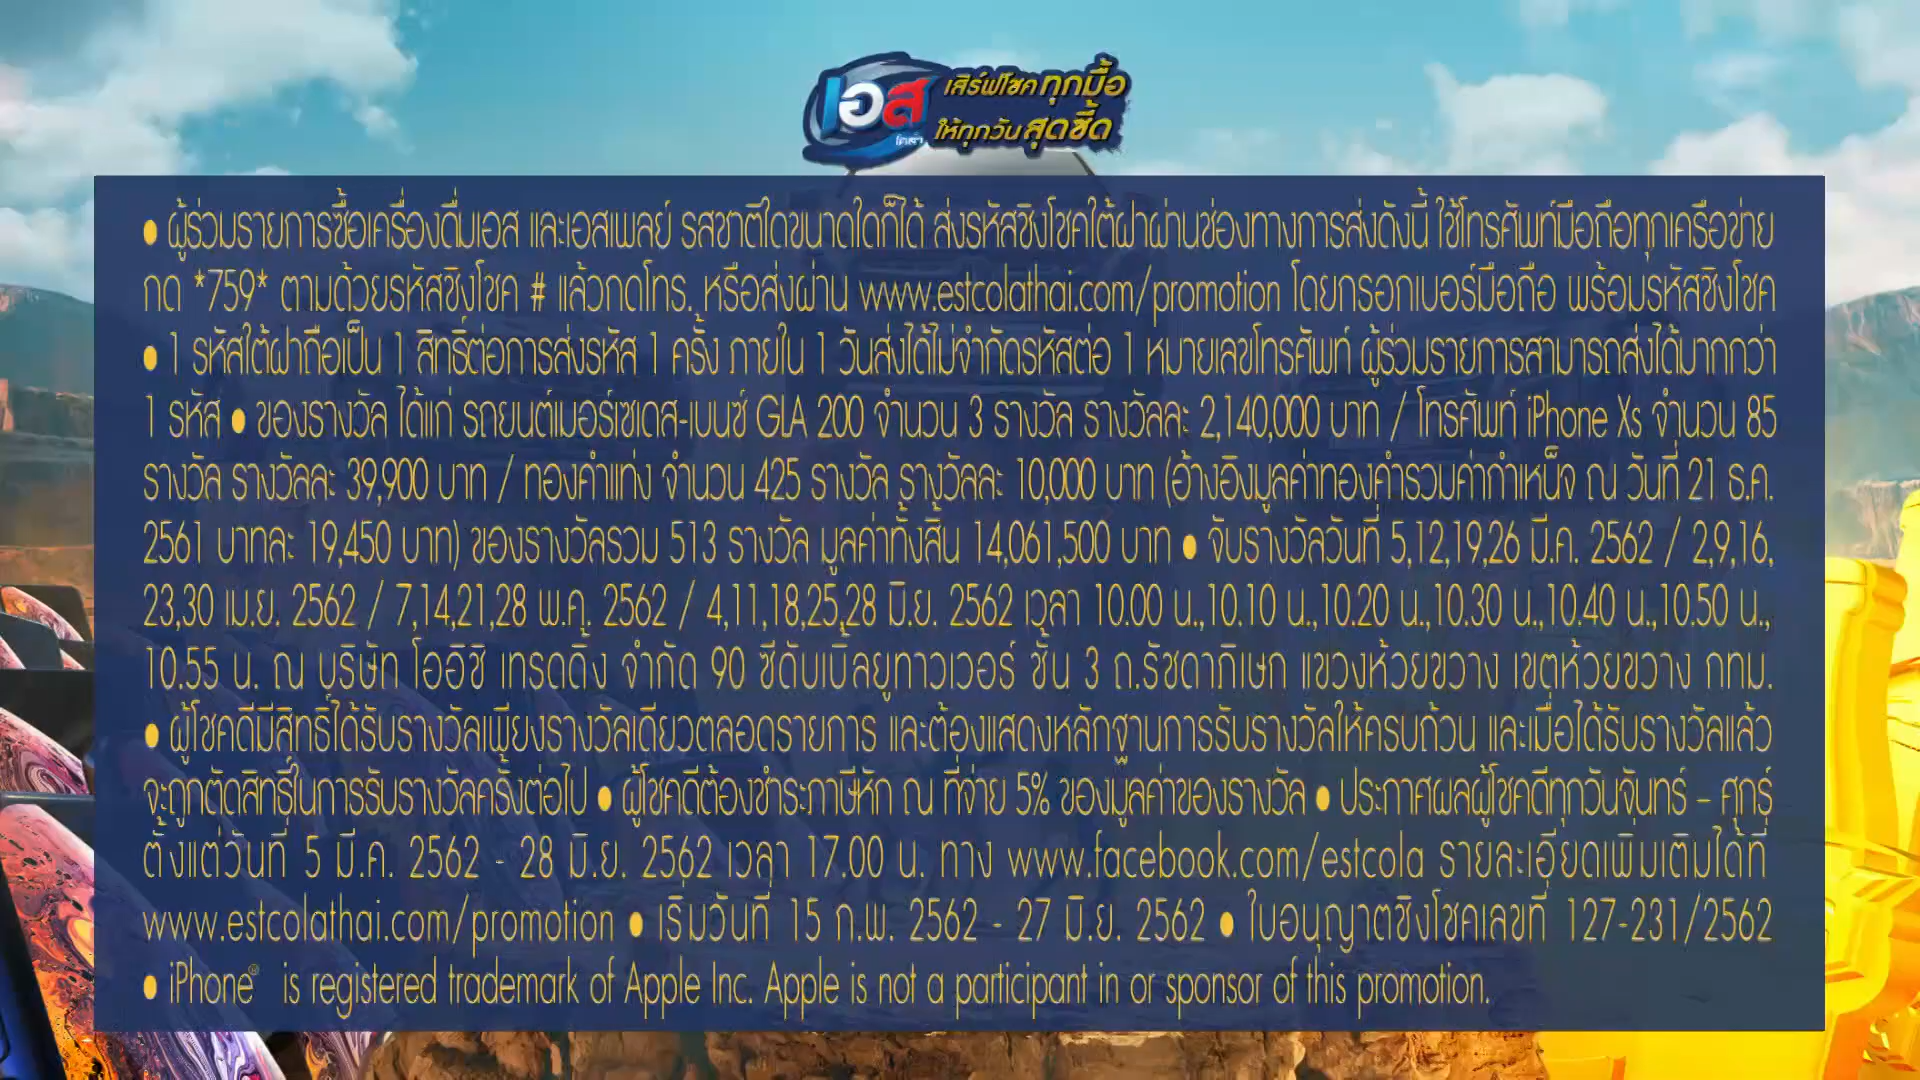 เอส
โคล่า
เสิร์ฟโชคทุกมื้อ
ให้ทุกวันสุดซี้ด
• ผู้ร่วมรายการซื้อเครื่องดื่มเอส และเอสเพลย์ รสชาติใดขนาดใดก็ได้ ส่งรหัสชิงโชคใต้ฝาผ่านช่องทางการส่งดังนี้ ใช้โทรศัพท์มือถือทุกเครือข่าย
กด *759* ตามด้วยรหัสชิงโชค # แล้วกดโทร. หรือส่งผ่าน www.estcolathai.com/promotion โดยกรอกเบอร์มือถือ พร้อมรหัสชิงโชค
• 1 รหัสใต้ฝาถือเป็น 1 สิทธิ์ต่อการส่งรหัส 1 ครั้ง ภายใน 1 วันส่งได้ไม่จำกัดรหัสต่อ 1 หมายเลขโทรศัพท์ ผู้ร่วมรายการสามารถส่งได้มากกว่า
1 รหัส • ของรางวัล ได้แก่ รถยนต์เมอร์เซเดส-เบนซ์ GLA 200 จำนวน 3 รางวัล รางวัลละ 2,140,000 บาท / โทรศัพท์ iPhone Xs จำนวน 85
รางวัล รางวัลละ 39,900 บาท / ทองคำแท่ง จำนวน 425 รางวัล รางวัลละ 10,000 บาท (อ้างอิงมูลค่าทองคำรวมค่ากำเหน็จ ณ วันที่ 21 ธ.ค.
2561 บาทละ 19,450 บาท) ของรางวัลรวม 513 รางวัล มูลค่าทั้งสิ้น 14,061,500 บาท • จับรางวัลวันที่ 5,12,19,26 มี.ค. 2562 / 2,9,16,
23,30 เม.ย. 2562 / 7,14,21,28 พ.ค. 2562 / 4,11,18,25,28 มิ.ย. 2562 เวลา 10.00 น.,10.10 น.,10.20 น.,10.30 น.,10.40 น.,10.50 น.,
10.55 น. ณ บริษัท โออิชิ เทรดดิ้ง จำกัด 90 ซีดับเบิ้ลยูทาวเวอร์ ชั้น 3 ถ.รัชดาภิเษก แขวงห้วยขวาง เขตห้วยขวาง กทม.
• ผู้โชคดีมีสิทธิ์ได้รับรางวัลเพียงรางวัลเดียวตลอดรายการ และต้องแสดงหลักฐานการรับรางวัลให้ครบถ้วน และเมื่อได้รับรางวัลแล้ว
จะถูกตัดสิทธิ์ในการรับรางวัลครั้งต่อไป • ผู้โชคดีต้องชำระภาษีหัก ณ ที่จ่าย 5% ของมูลค่าของรางวัล • ประกาศผลผู้โชคดีทุกวันจันทร์ – ศุกร์
ตั้งแต่วันที่ 5 มี.ค. 2562 - 28 มิ.ย. 2562 เวลา 17.00 น. ทาง www.facebook.com/estcola รายละเอียดเพิ่มเติมได้ที่
www.estcolathai.com/promotion • เริ่มวันที่ 15 ก.พ. 2562 - 27 มิ.ย. 2562 • ใบอนุญาตชิงโชคเลขที่ 127-231/2562
• iPhone® is registered trademark of Apple Inc. Apple is not a participant in or sponsor of this promotion.